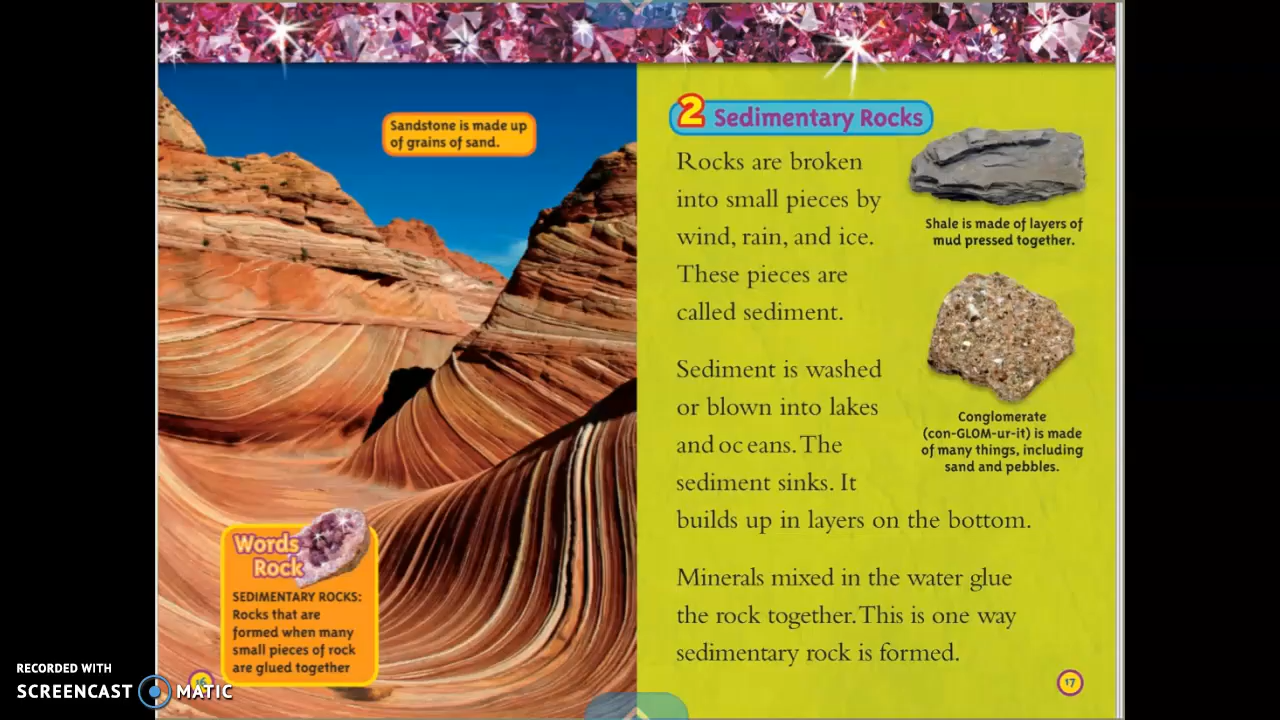 Sandstone is made up
of grains of sand.
Words
Rock
SEDIMENTARY ROCKS:
Rocks that are
formed when many
small pieces of rock
are glued together
16
2 Sedimentary Rocks
Rocks are broken
into small pieces by
wind, rain, and ice.
These pieces are
called sediment.
Sediment is washed
or blown into lakes
and oc eans. The
sediment sinks. It
builds up in layers on the bottom.
Minerals mixed in the water glue
the rock together. This is one way
sedimentary rock is formed.
Shale is made of layers of
mud pressed together.
Conglomerate
(con-GLOM-ur-it) is made
of many things, including
sand and pebbles.
17
RECORDED WITH
SCREENCAST MATIC